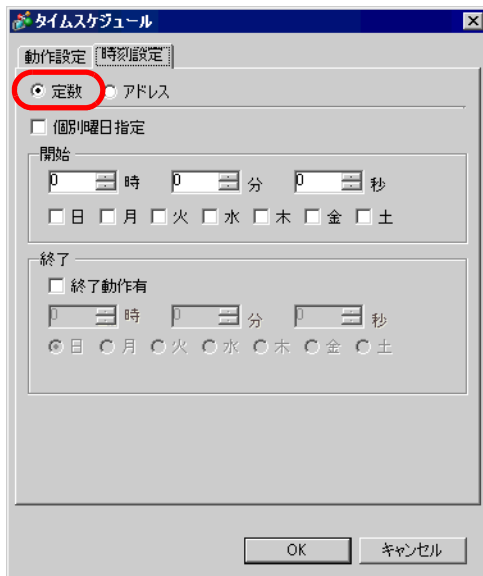 タイムスケジュール
動作設定 時刻設定
定数 アドレス
個別曜日指定
開始
0 時 0 分 0 秒
日 月 火 水 木 金 土
終了
終了動作有
0 時 0 分 0 秒
日 月 火 水 木 金 土
OK キャンセル